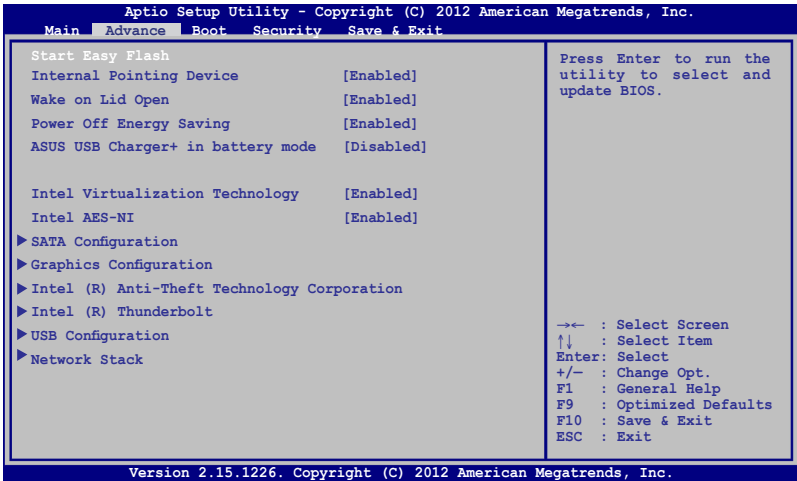 Aptio Setup Utility - Copyright (C) 2012 American Megatrends, Inc.
Main Advance Boot Security Save & Exit
Start Easy Flash
Internal Pointing Device [Enabled]
Wake on Lid Open [Enabled]
Power Off Energy Saving [Enabled]
ASUS USB Charger+ in battery mode [Disabled]
Intel Virtualization Technology [Enabled]
Intel AES-NI [Enabled]
SATA Configuration
Graphics Configuration
Intel (R) Anti-Theft Technology Corporation
Intel (R) Thunderbolt
USB Configuration
Network Stack
Press Enter to run the
utility to select and
update BIOS.
→← : Select Screen
↑↓ : Select Item
Enter: Select
+/— : Change Opt.
F1 : General Help
F9 : Optimized Defaults
F10 : Save & Exit
ESC : Exit
Version 2.15.1226. Copyright (C) 2012 American Megatrends, Inc.